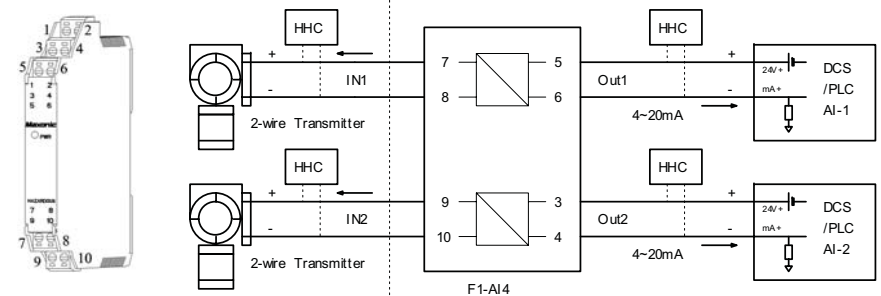 1 2
3 4
5 6
1 2
3 4
5 6
Maxonic
PWR
HAZARDOUS
7 8
9 10
7 8
9 10
HHC
+
IN1
-
2-wire Transmitter
7 5
8 6
HHC
Out1
4~20mA
+
-
24V+
mA+
DCS
/PLC
AI-1
HHC
+
IN2
-
2-wire Transmitter
9 3
10 4
F1-AI4
HHC
Out2
4~20mA
+
-
24V+
mA+
DCS
/PLC
AI-2